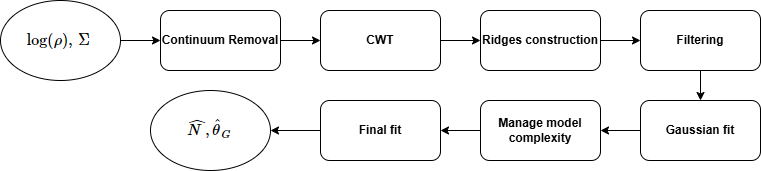 log(ρ), Σ
Continuum Removal
CWT
Ridges construction
Filtering
Gaussian fit
Manage model
complexity
Final fit
N̂, θ̂_G